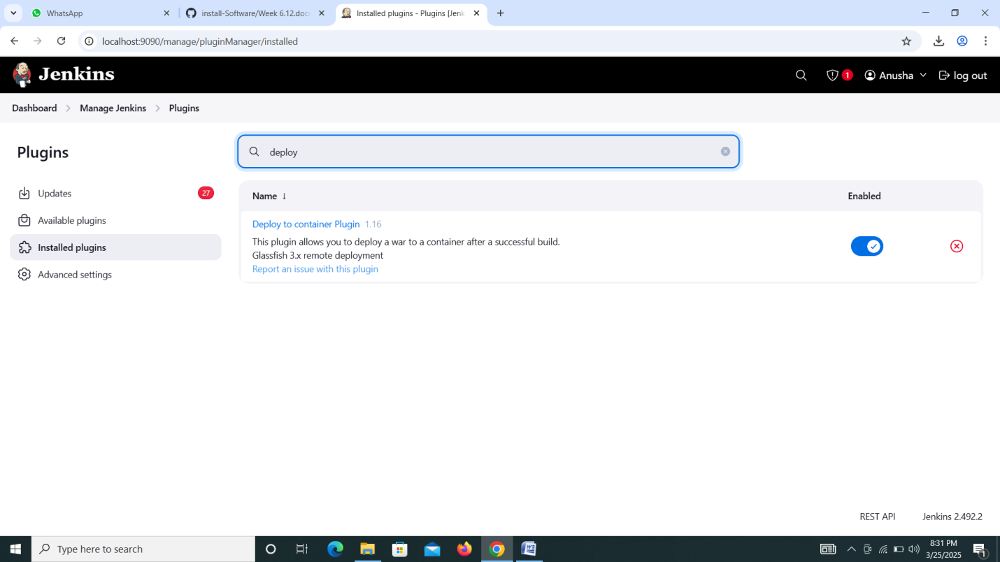 WhatsApp
install-Software/Week 6.12.doc
Installed plugins - Plugins [Jenk
localhost:9090/manage/pluginManager/installed
Jenkins
1
Anusha
log out
Dashboard
Manage Jenkins
Plugins
Plugins
deploy
Updates
27
Available plugins
Installed plugins
Advanced settings
Name ↓
Enabled
Deploy to container Plugin 1.16
This plugin allows you to deploy a war to a container after a successful build.
Glassfish 3.x remote deployment
Report an issue with this plugin
REST API
Jenkins 2.492.2
Type here to search
8:31 PM
3/25/2025
1